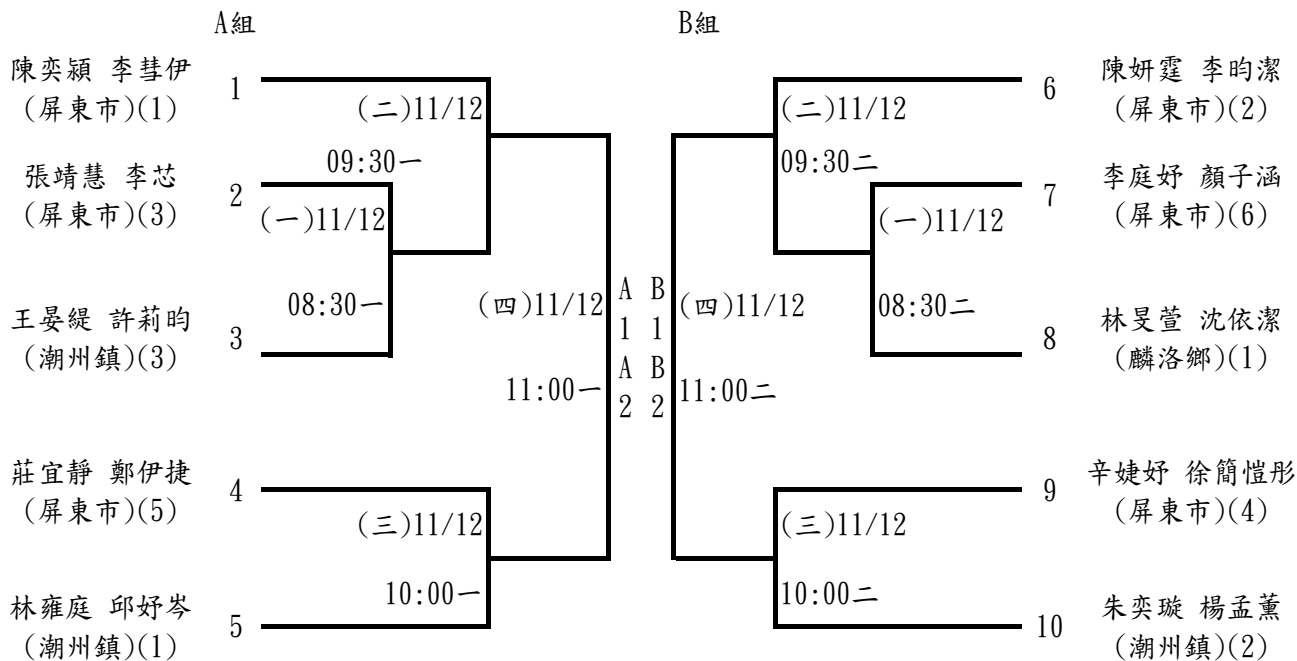 A組
陳奕潁 李彗伊
(屏東市)(1)
1
(二)11/12
09:30一
張靖慧 李芯
(屏東市)(3)
2
(一)11/12
08:30一
王晏緹 許莉昀
(潮州鎮)(3)
3
(四)11/12
11:00一
A1A2
莊宜靜 鄭伊捷
(屏東市)(5)
4
(三)11/12
10:00一
林雍庭 邱妤岑
(潮州鎮)(1)
5
B組
陳妍霆 李昀潔
(屏東市)(2)
6
(二)11/12
09:30二
李庭妤 顏子涵
(屏東市)(6)
7
(一)11/12
08:30二
林旻萱 沈依潔
(麟洛鄉)(1)
8
B1B2
(四)11/12
11:00二
辛婕妤 徐簡愷彤
(屏東市)(4)
9
(三)11/12
10:00二
朱奕璇 楊孟薰
(潮州鎮)(2)
10